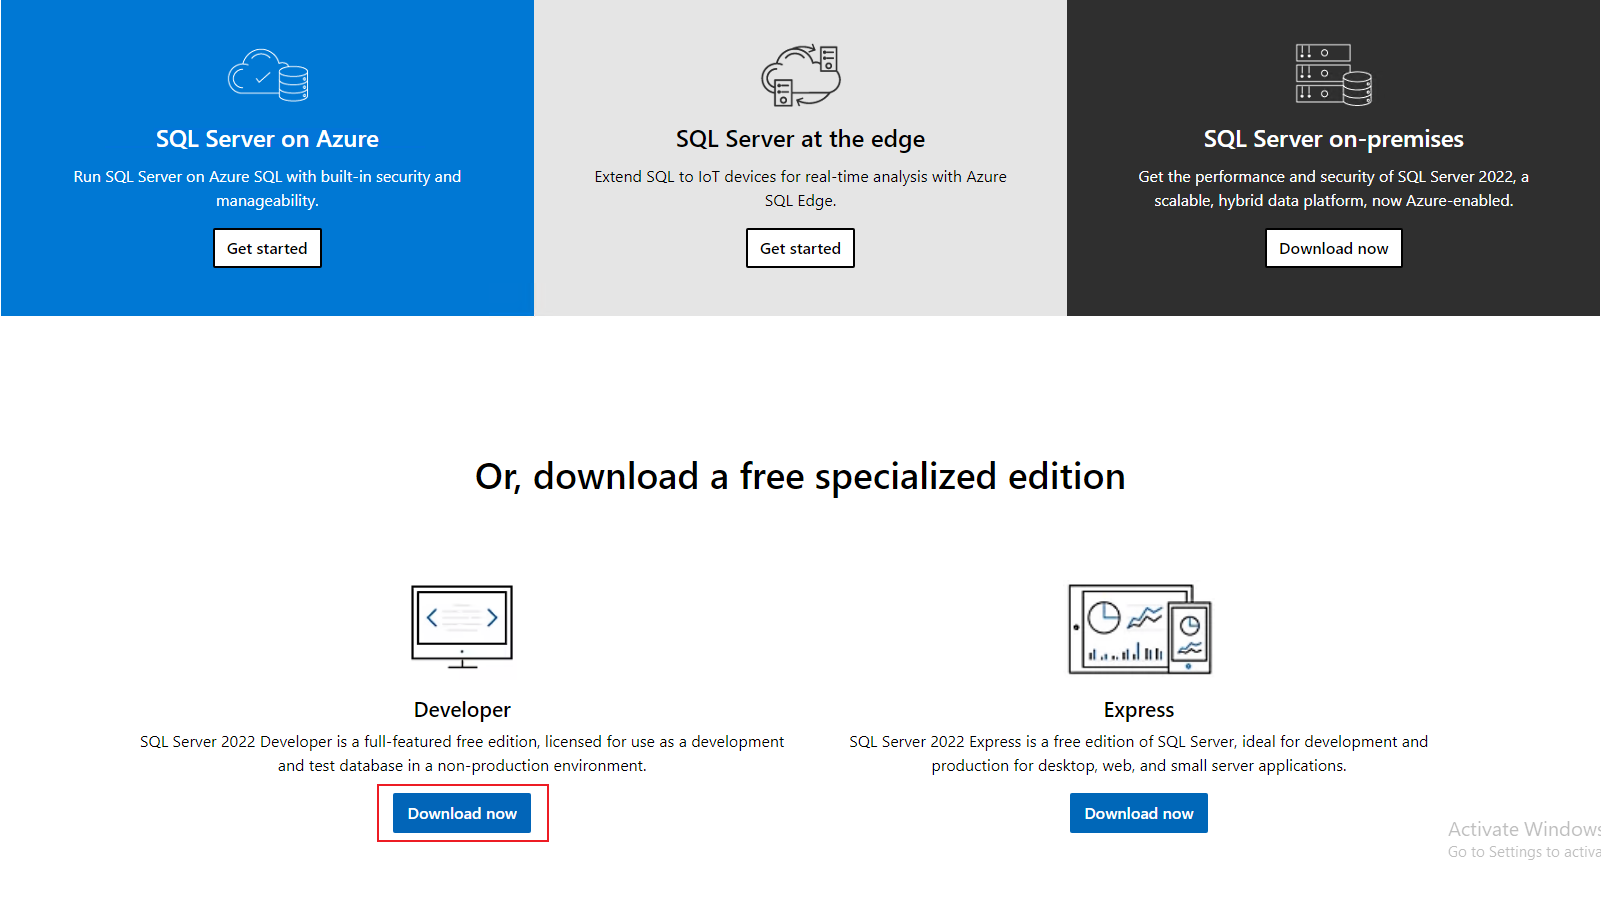 SQL Server on Azure
Run SQL Server on Azure SQL with built-in security and
manageability.
Get started
SQL Server at the edge
Extend SQL to IoT devices for real-time analysis with Azure
SQL Edge.
Get started
SQL Server on-premises
Get the performance and security of SQL Server 2022, a
scalable, hybrid data platform, now Azure-enabled.
Download now
Or, download a free specialized edition
Developer
SQL Server 2022 Developer is a full-featured free edition, licensed for use as a development
and test database in a non-production environment.
Download now
Express
SQL Server 2022 Express is a free edition of SQL Server, ideal for development and
production for desktop, web, and small server applications.
Download now
Activate Windows
Go to Settings to activa